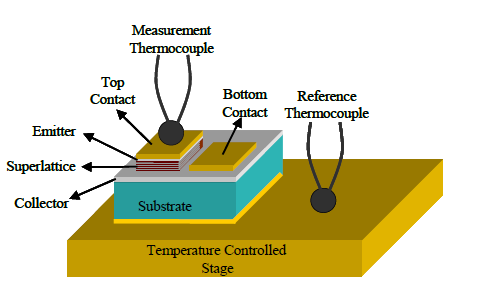 Measurement
Thermocouple
Top
Contact
Bottom
Contact
Reference
Thermocouple
Emitter
Superlattice
Collector
Substrate
Temperature Controlled
Stage